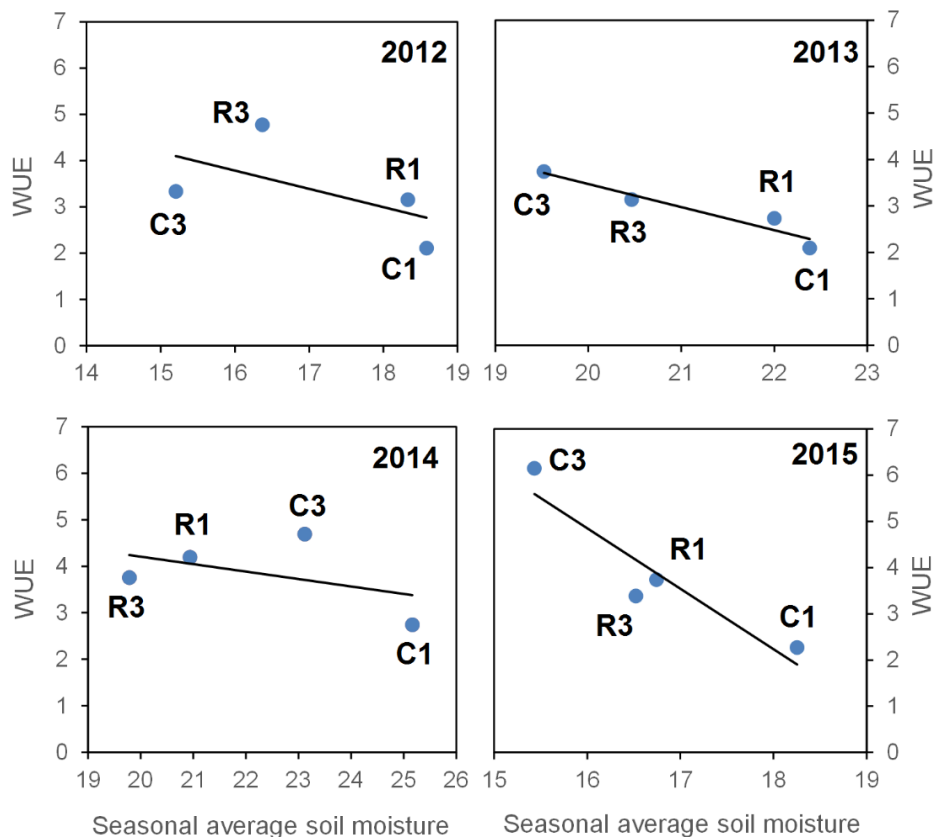 7
6
5
4
3
2
1
0
WUE
2012
R3
R1
C3
C1
14 15 16 17 18 19
2013
C3
R3
R1
C1
7
6
5
4
3
2
1
0
WUE
19 20 21 22 23
7
6
5
4
3
2
1
0
WUE
2014
C3
R1
R3
C1
19 20 21 22 23 24 25 26
Seasonal average soil moisture
2015
C3
R1
R3
C1
7
6
5
4
3
2
1
0
WUE
15 16 17 18 19
Seasonal average soil moisture